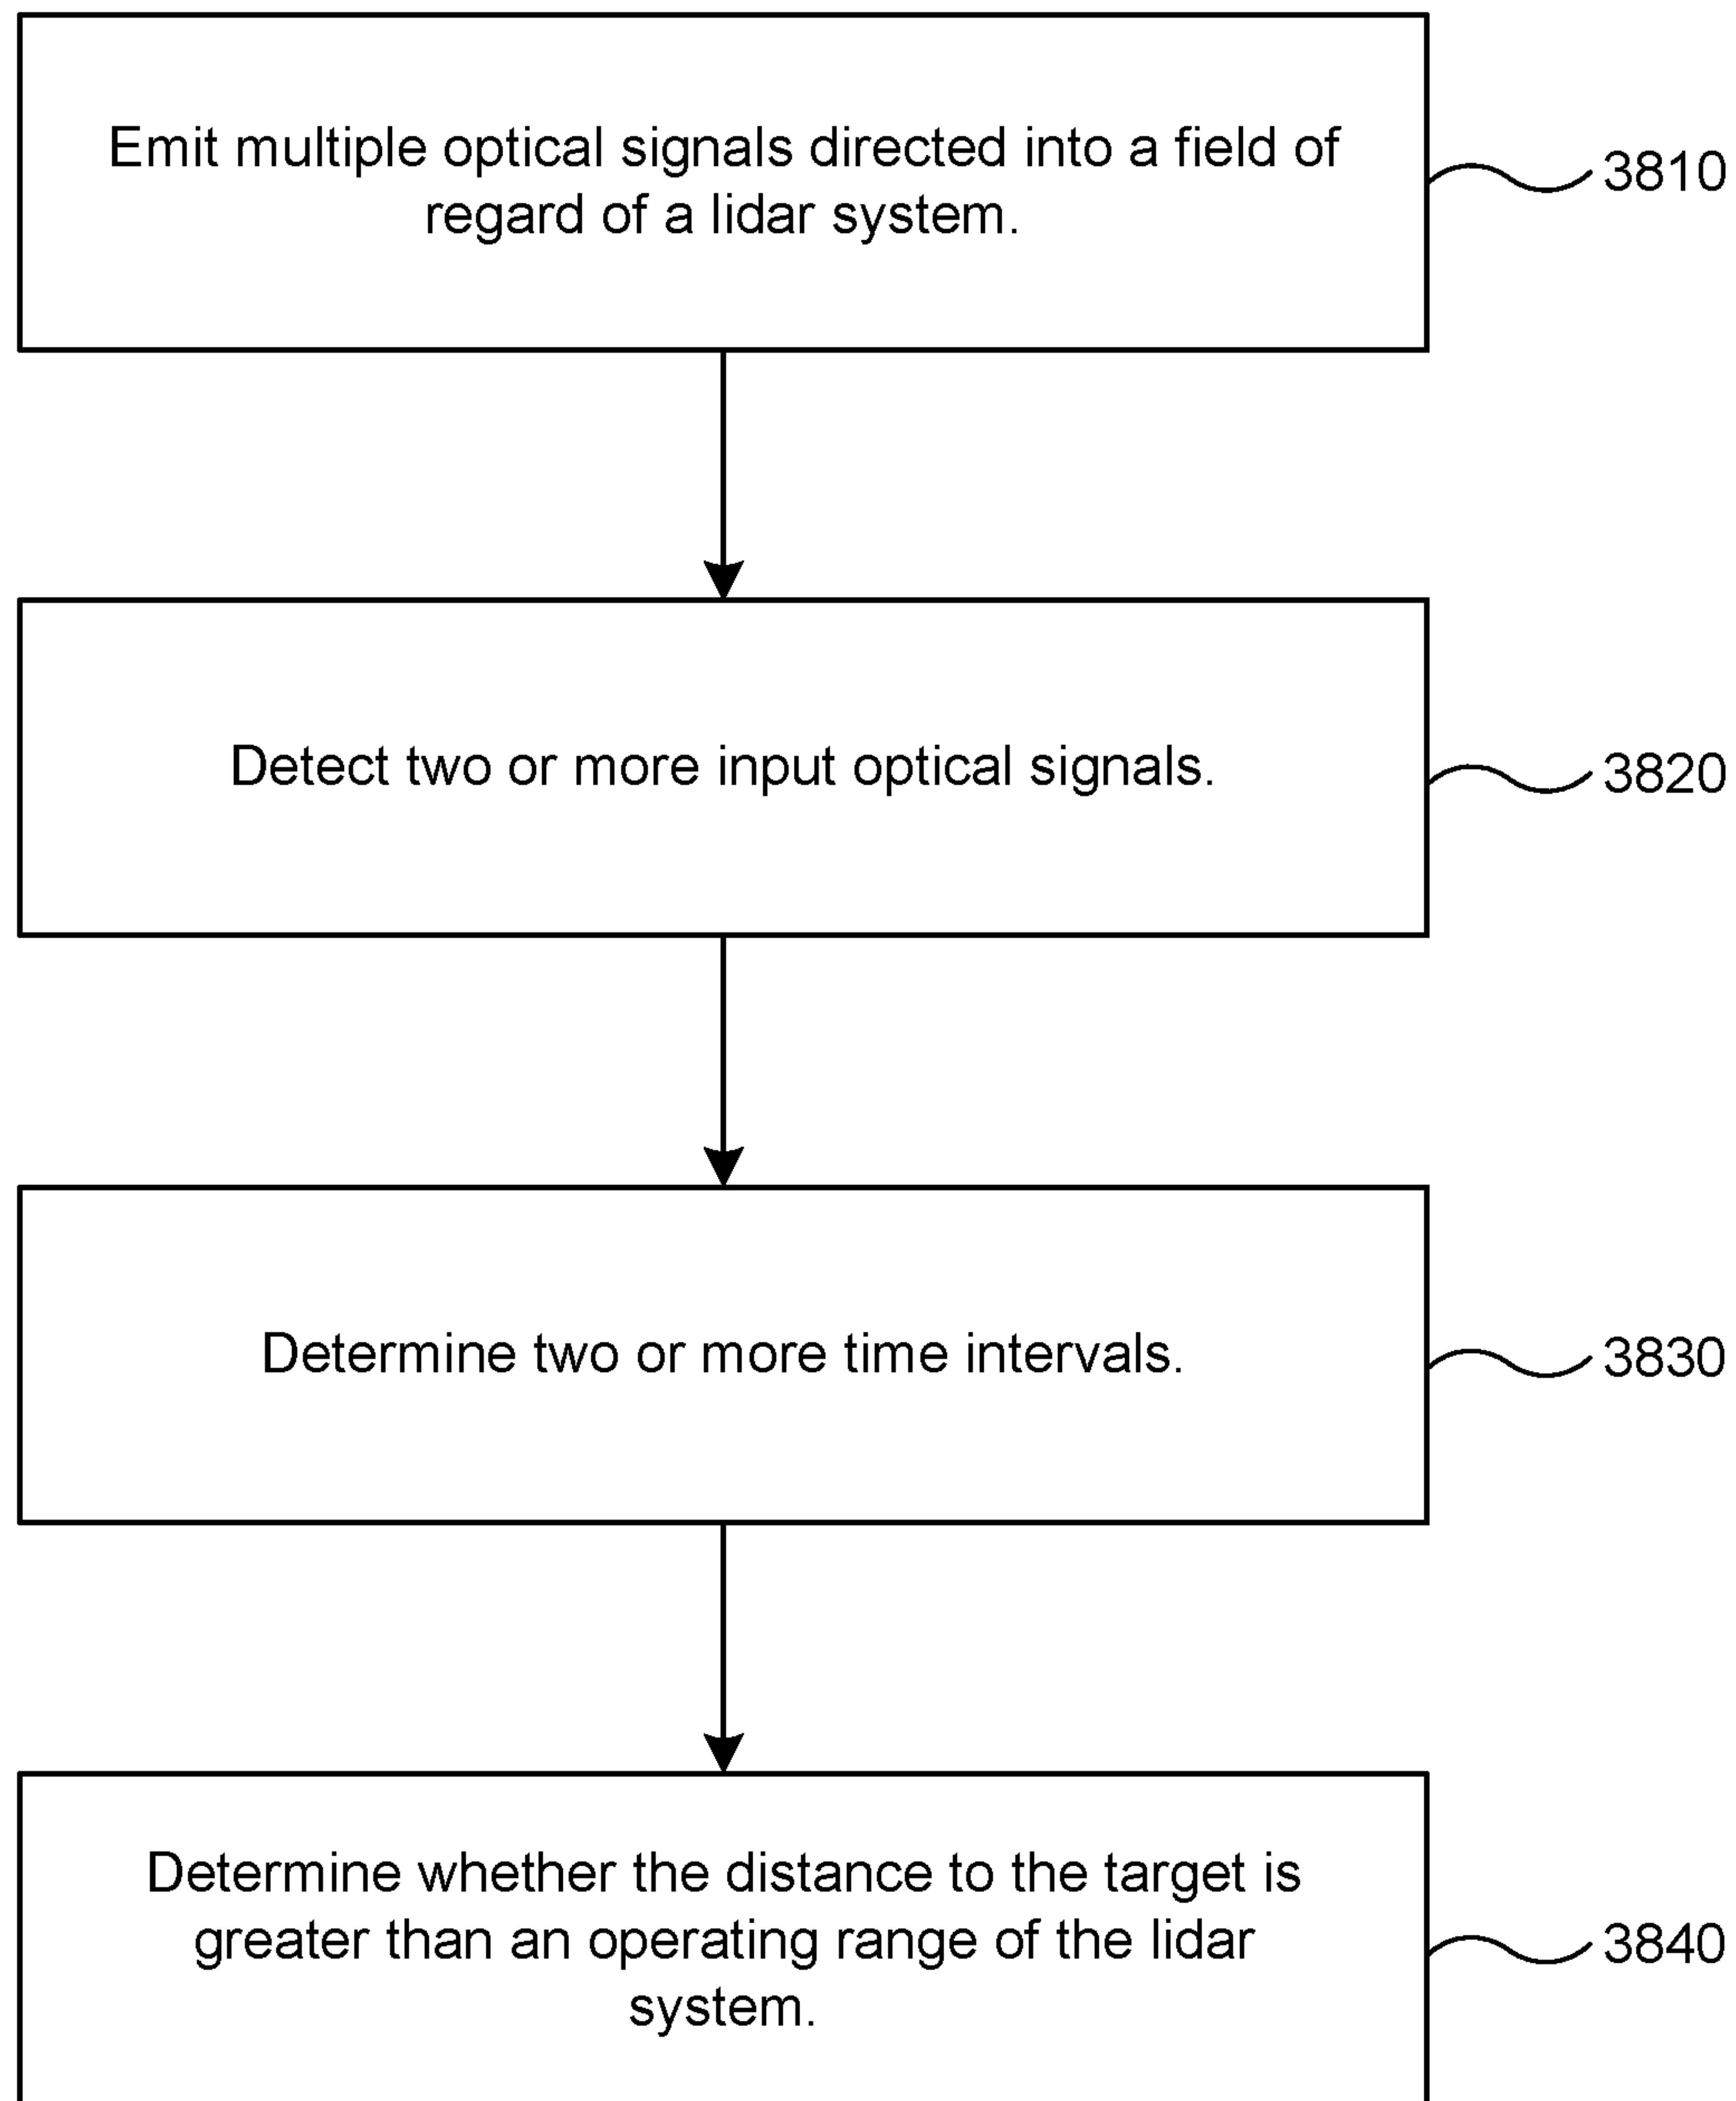 Emit multiple optical signals directed into a field of
regard of a lidar system.
3810
Detect two or more input optical signals.
3820
Determine two or more time intervals.
3830
Determine whether the distance to the target is
greater than an operating range of the lidar
system.
3840